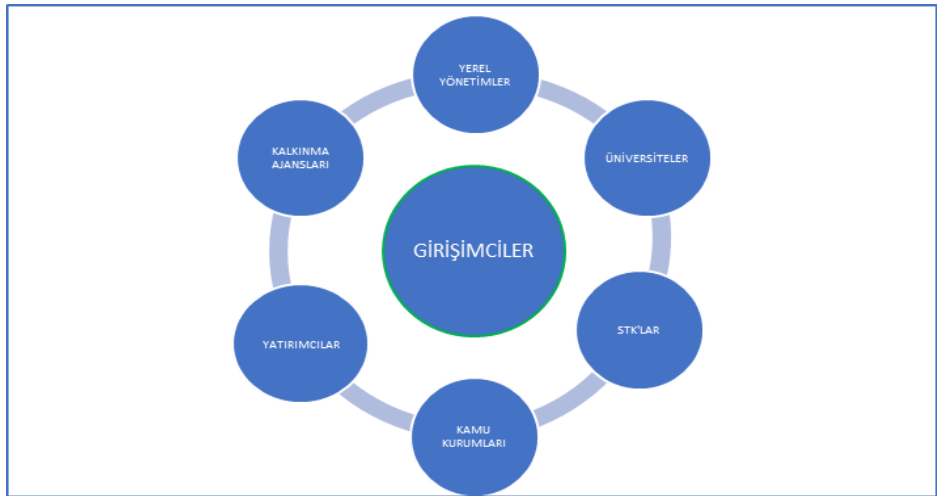 YEREL
YÖNETİMLER
KALKINMA
AJANSLARI
ÜNİVERSİTELER
GİRİŞİMCİLER
STK'LAR
YATIRIMCILAR
KAMU
KURUMLARI